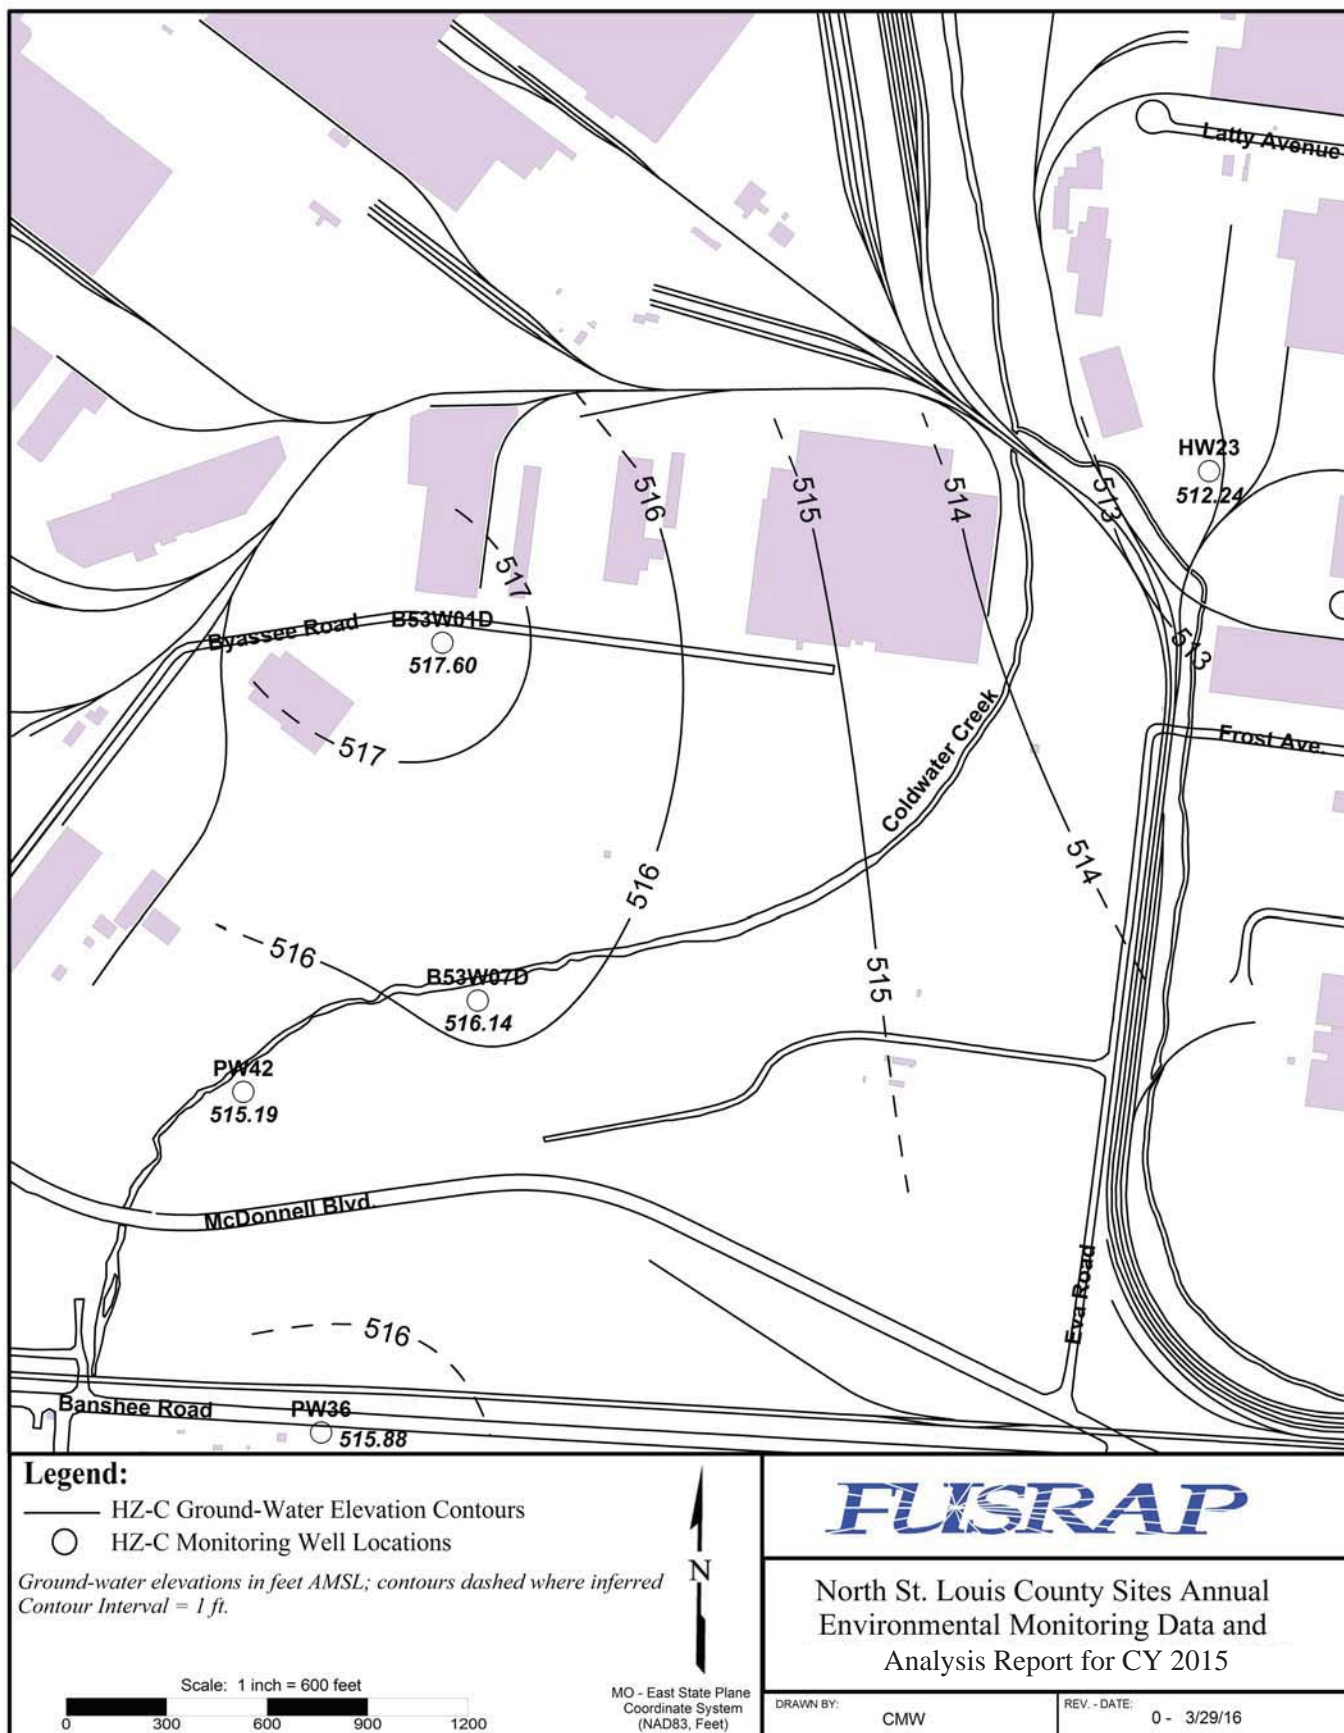 Latty Avenue
HW23
512.24
516
515
514
513
517
B53W01D
517.60
Byassee Road
513
517
Frost Ave.
Coldwater Creek
514
516
516
515
B53W07D
516.14
PW42
515.19
McDonnell Blvd.
Eva Road
516
Banshee Road
PW36
515.88
Legend:
HZ-C Ground-Water Elevation Contours
HZ-C Monitoring Well Locations
Ground-water elevations in feet AMSL; contours dashed where inferred
Contour Interval = 1 ft.
Scale: 1 inch = 600 feet
0 300 600 900 1200
N
MO - East State Plane
Coordinate System
(NAD83, Feet)
FUSRAP
North St. Louis County Sites Annual
Environmental Monitoring Data and
Analysis Report for CY 2015
DRAWN BY:
CMW
REV. - DATE:
0 - 3/29/16